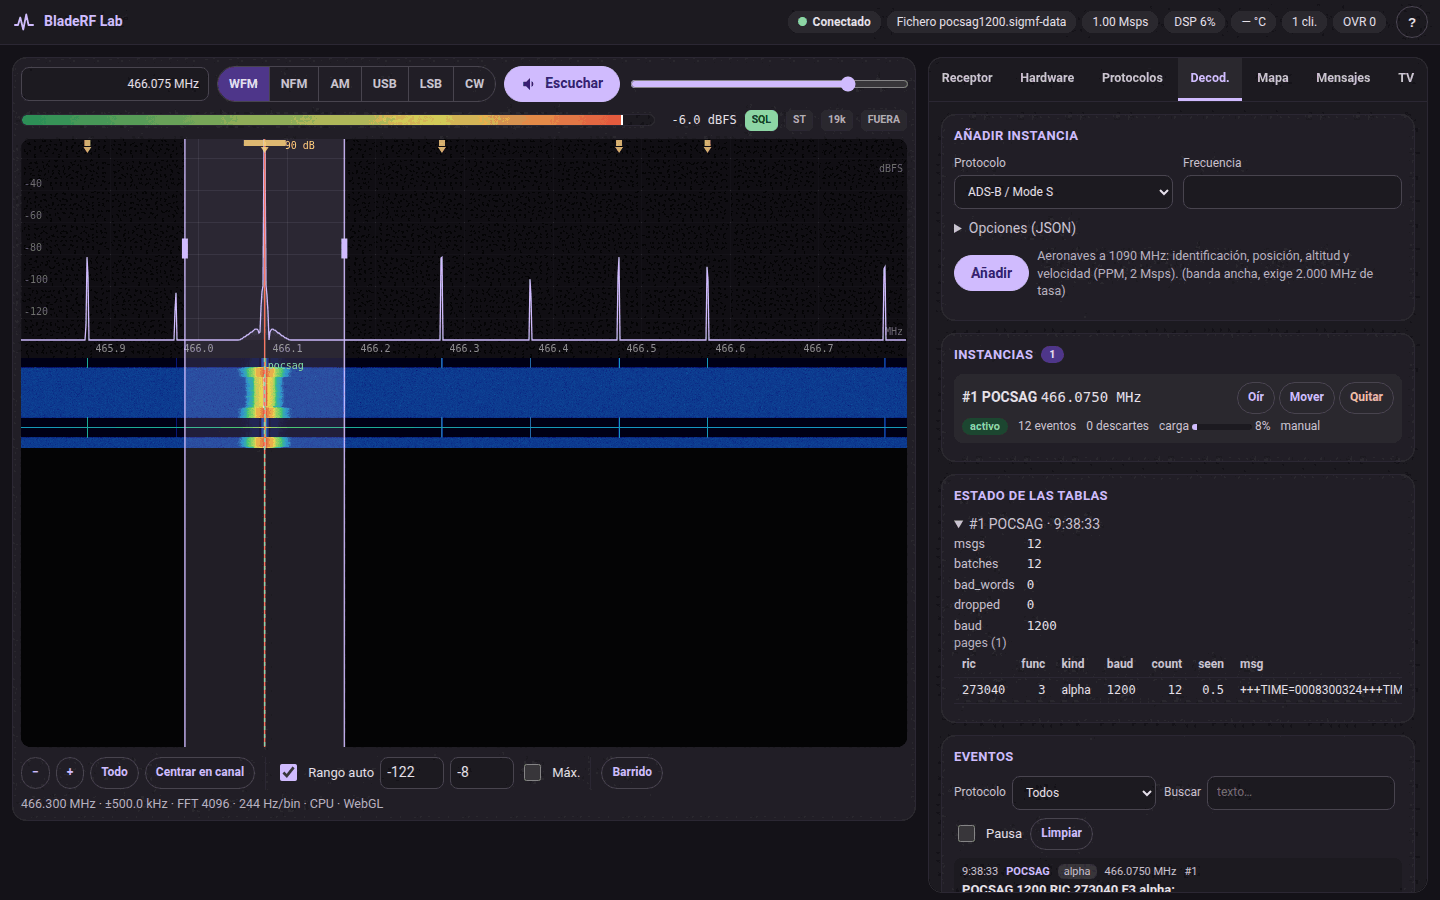 BladeRF Lab
Conectado
Fichero pocsag1200.sigmf-data
1.00 Msps
DSP 6%
— °C
1 cli.
OVR 0
?
466.075 MHz
WFM
NFM
AM
USB
LSB
CW
Escuchar
-6.0 dBFS
SQL
ST
19k
FUERA
90 dB
dBFS
-40
-60
-80
-100
-120
MHz
465.9
466.0
466.1
466.2
466.3
466.4
466.5
466.6
466.7
pocsag
−
+
Todo
Centrar en canal
Rango auto
-122
-8
Máx.
Barrido
466.300 MHz · ±500.0 kHz · FFT 4096 · 244 Hz/bin · CPU · WebGL
Receptor
Hardware
Protocolos
Decod.
Mapa
Mensajes
TV
AÑADIR INSTANCIA
Protocolo
Frecuencia
ADS-B / Mode S
Opciones (JSON)
Añadir
Aeronaves a 1090 MHz: identificación, posición, altitud y
velocidad (PPM, 2 Msps). (banda ancha, exige 2.000 MHz de
tasa)
INSTANCIAS 1
#1 POCSAG 466.0750 MHz
Oír
Mover
Quitar
activo 12 eventos 0 descartes carga 8% manual
ESTADO DE LAS TABLAS
#1 POCSAG · 9:38:33
msgs 12
batches 12
bad_words 0
dropped 0
baud 1200
pages (1)
ric func kind baud count seen msg
273040 3 alpha 1200 12 0.5 +++TIME=0008300324+++TIM
EVENTOS
Protocolo
Todos
Buscar
texto…
Pausa
Limpiar
9:38:33 POCSAG alpha 466.0750 MHz #1
POCSAG 1200 RIC 273040 F3 alpha: